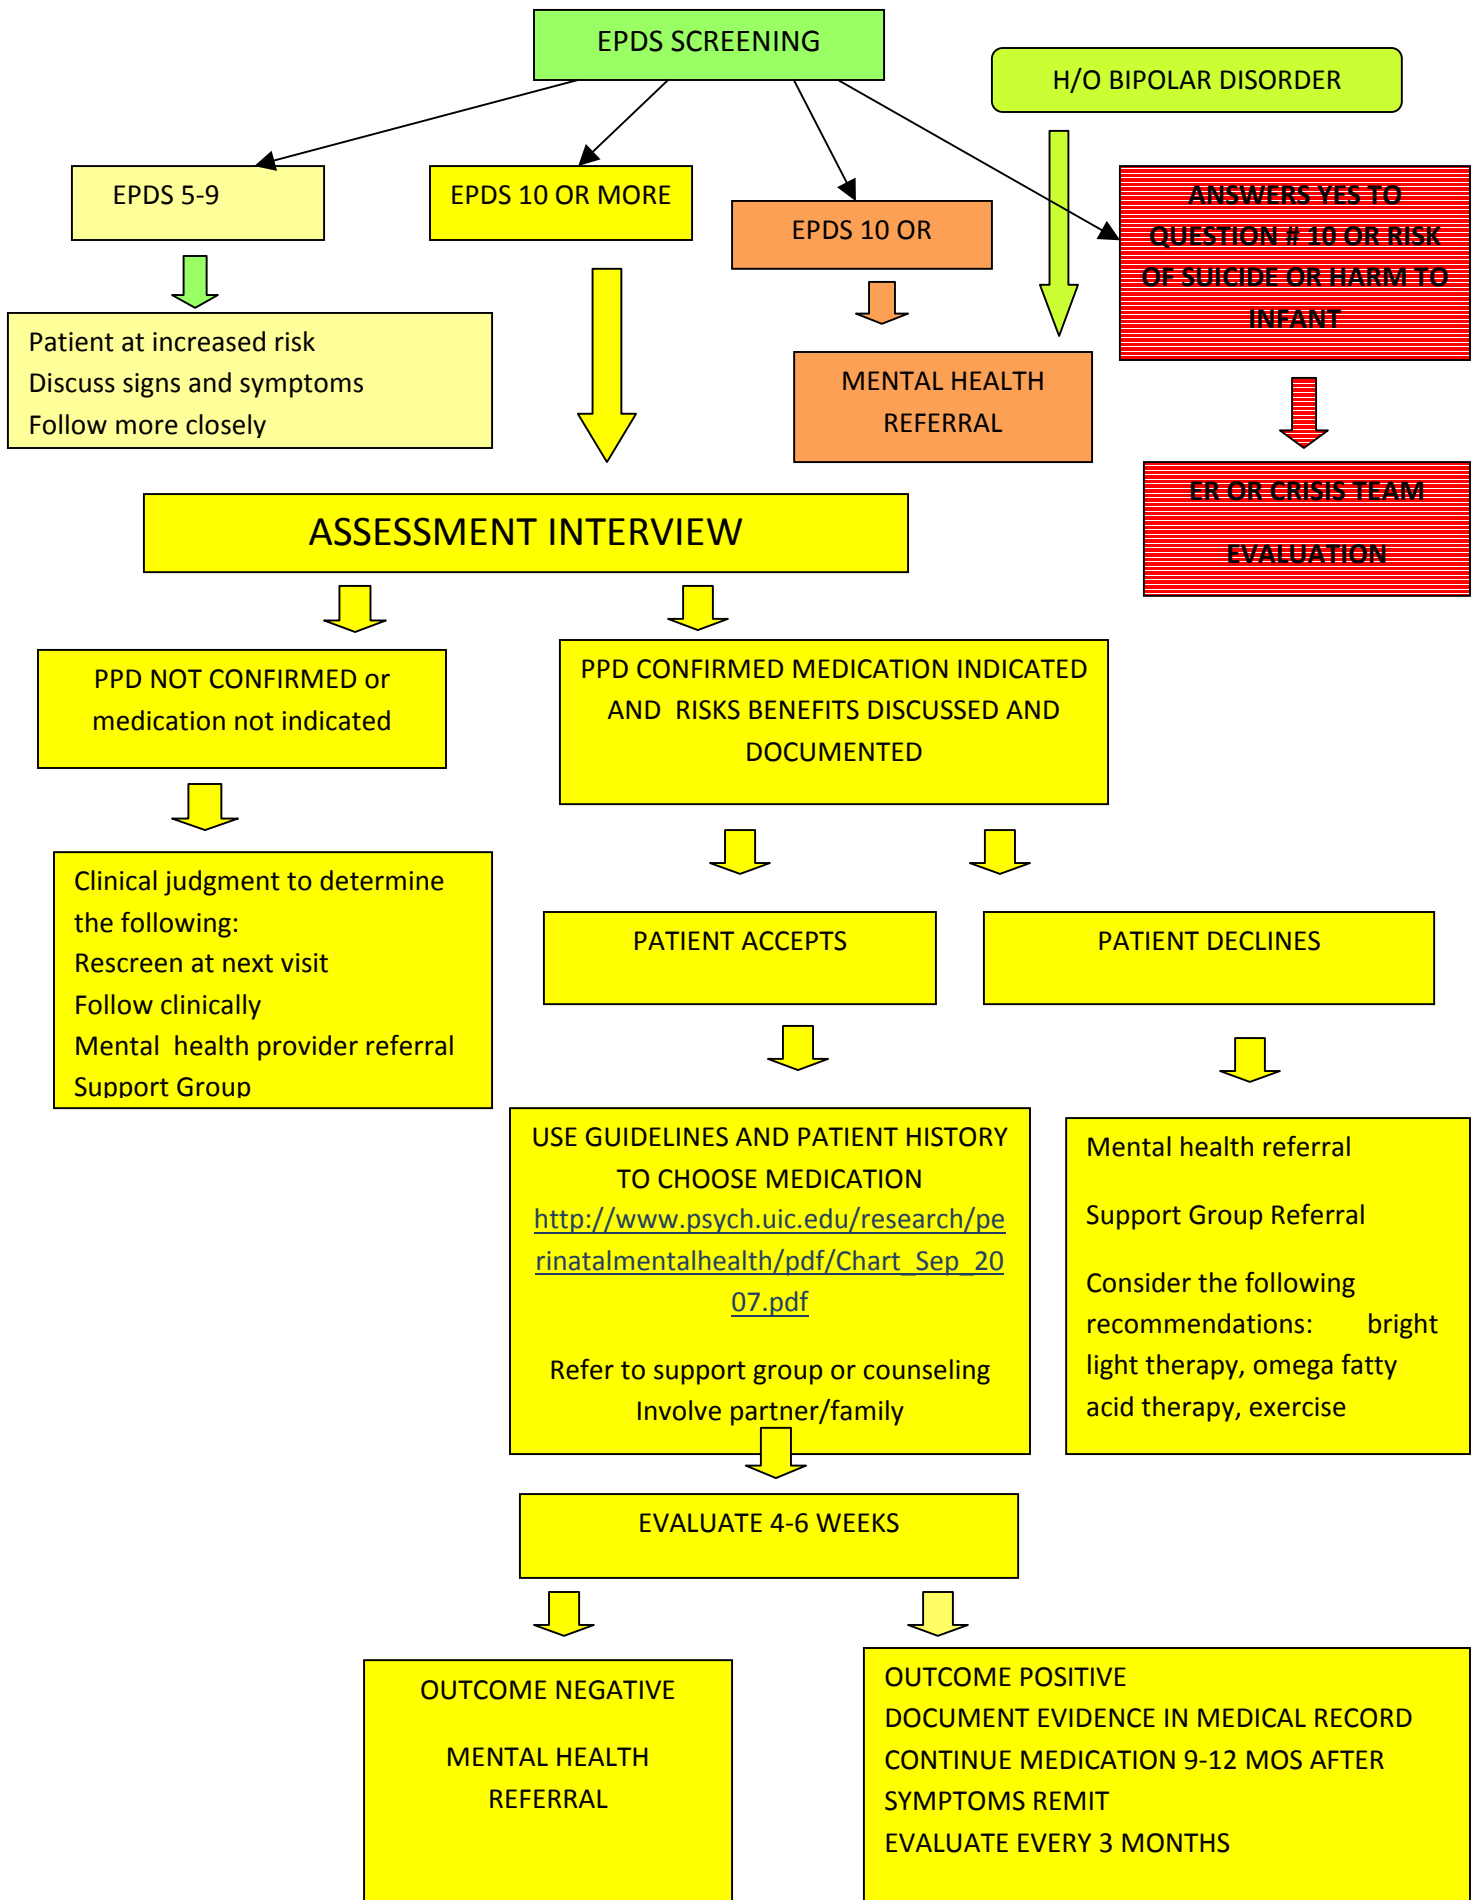 EPDS SCREENING
H/O BIPOLAR DISORDER
EPDS 5-9
EPDS 10 OR MORE
EPDS 10 OR
ANSWERS YES TO
QUESTION # 10 OR RISK
OF SUICIDE OR HARM TO
INFANT
Patient at increased risk
Discuss signs and symptoms
Follow more closely
MENTAL HEALTH
REFERRAL
ER OR CRISIS TEAM
EVALUATION
ASSESSMENT INTERVIEW
PPD NOT CONFIRMED or
medication not indicated
PPD CONFIRMED MEDICATION INDICATED
AND RISKS BENEFITS DISCUSSED AND
DOCUMENTED
Clinical judgment to determine
the following:
Rescreen at next visit
Follow clinically
Mental health provider referral
Support Group
PATIENT ACCEPTS
PATIENT DECLINES
USE GUIDELINES AND PATIENT HISTORY
TO CHOOSE MEDICATION
http://www.psych.uic.edu/research/pe
rinatalmentalhealth/pdf/Chart_Sep_20
07.pdf
Refer to support group or counseling
Involve partner/family
Mental health referral
Support Group Referral
Consider the following
recommendations: bright
light therapy, omega fatty
acid therapy, exercise
EVALUATE 4-6 WEEKS
OUTCOME NEGATIVE
MENTAL HEALTH
REFERRAL
OUTCOME POSITIVE
DOCUMENT EVIDENCE IN MEDICAL RECORD
CONTINUE MEDICATION 9-12 MOS AFTER
SYMPTOMS REMIT
EVALUATE EVERY 3 MONTHS